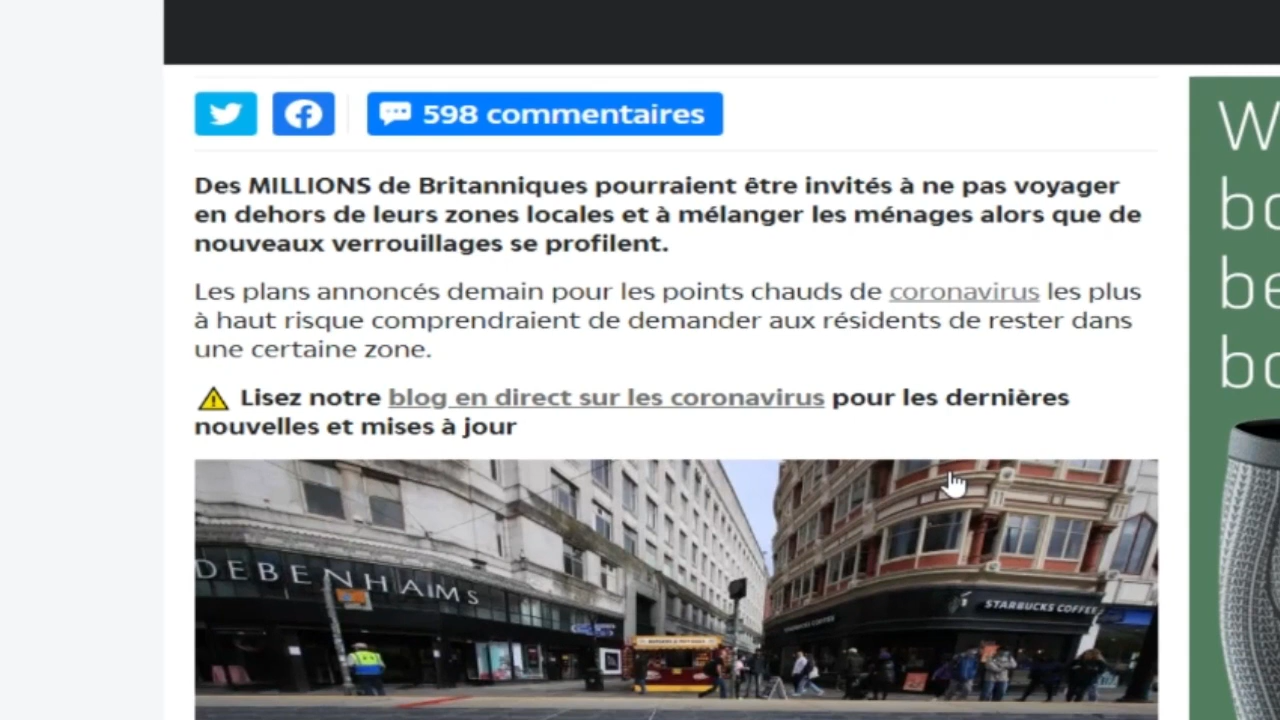 598 commentaires
Des MILLIONS de Britanniques pourraient être invités à ne pas voyager
en dehors de leurs zones locales et à mélanger les ménages alors que de
nouveaux verrouillages se profilent.
Les plans annoncés demain pour les points chauds de coronavirus les plus
à haut risque comprendraient de demander aux résidents de rester dans
une certaine zone.
Lisez notre blog en direct sur les coronavirus pour les dernières
nouvelles et mises à jour
DEBENHAMS
STARBUCKS COFFEE
W
bo
be
bo